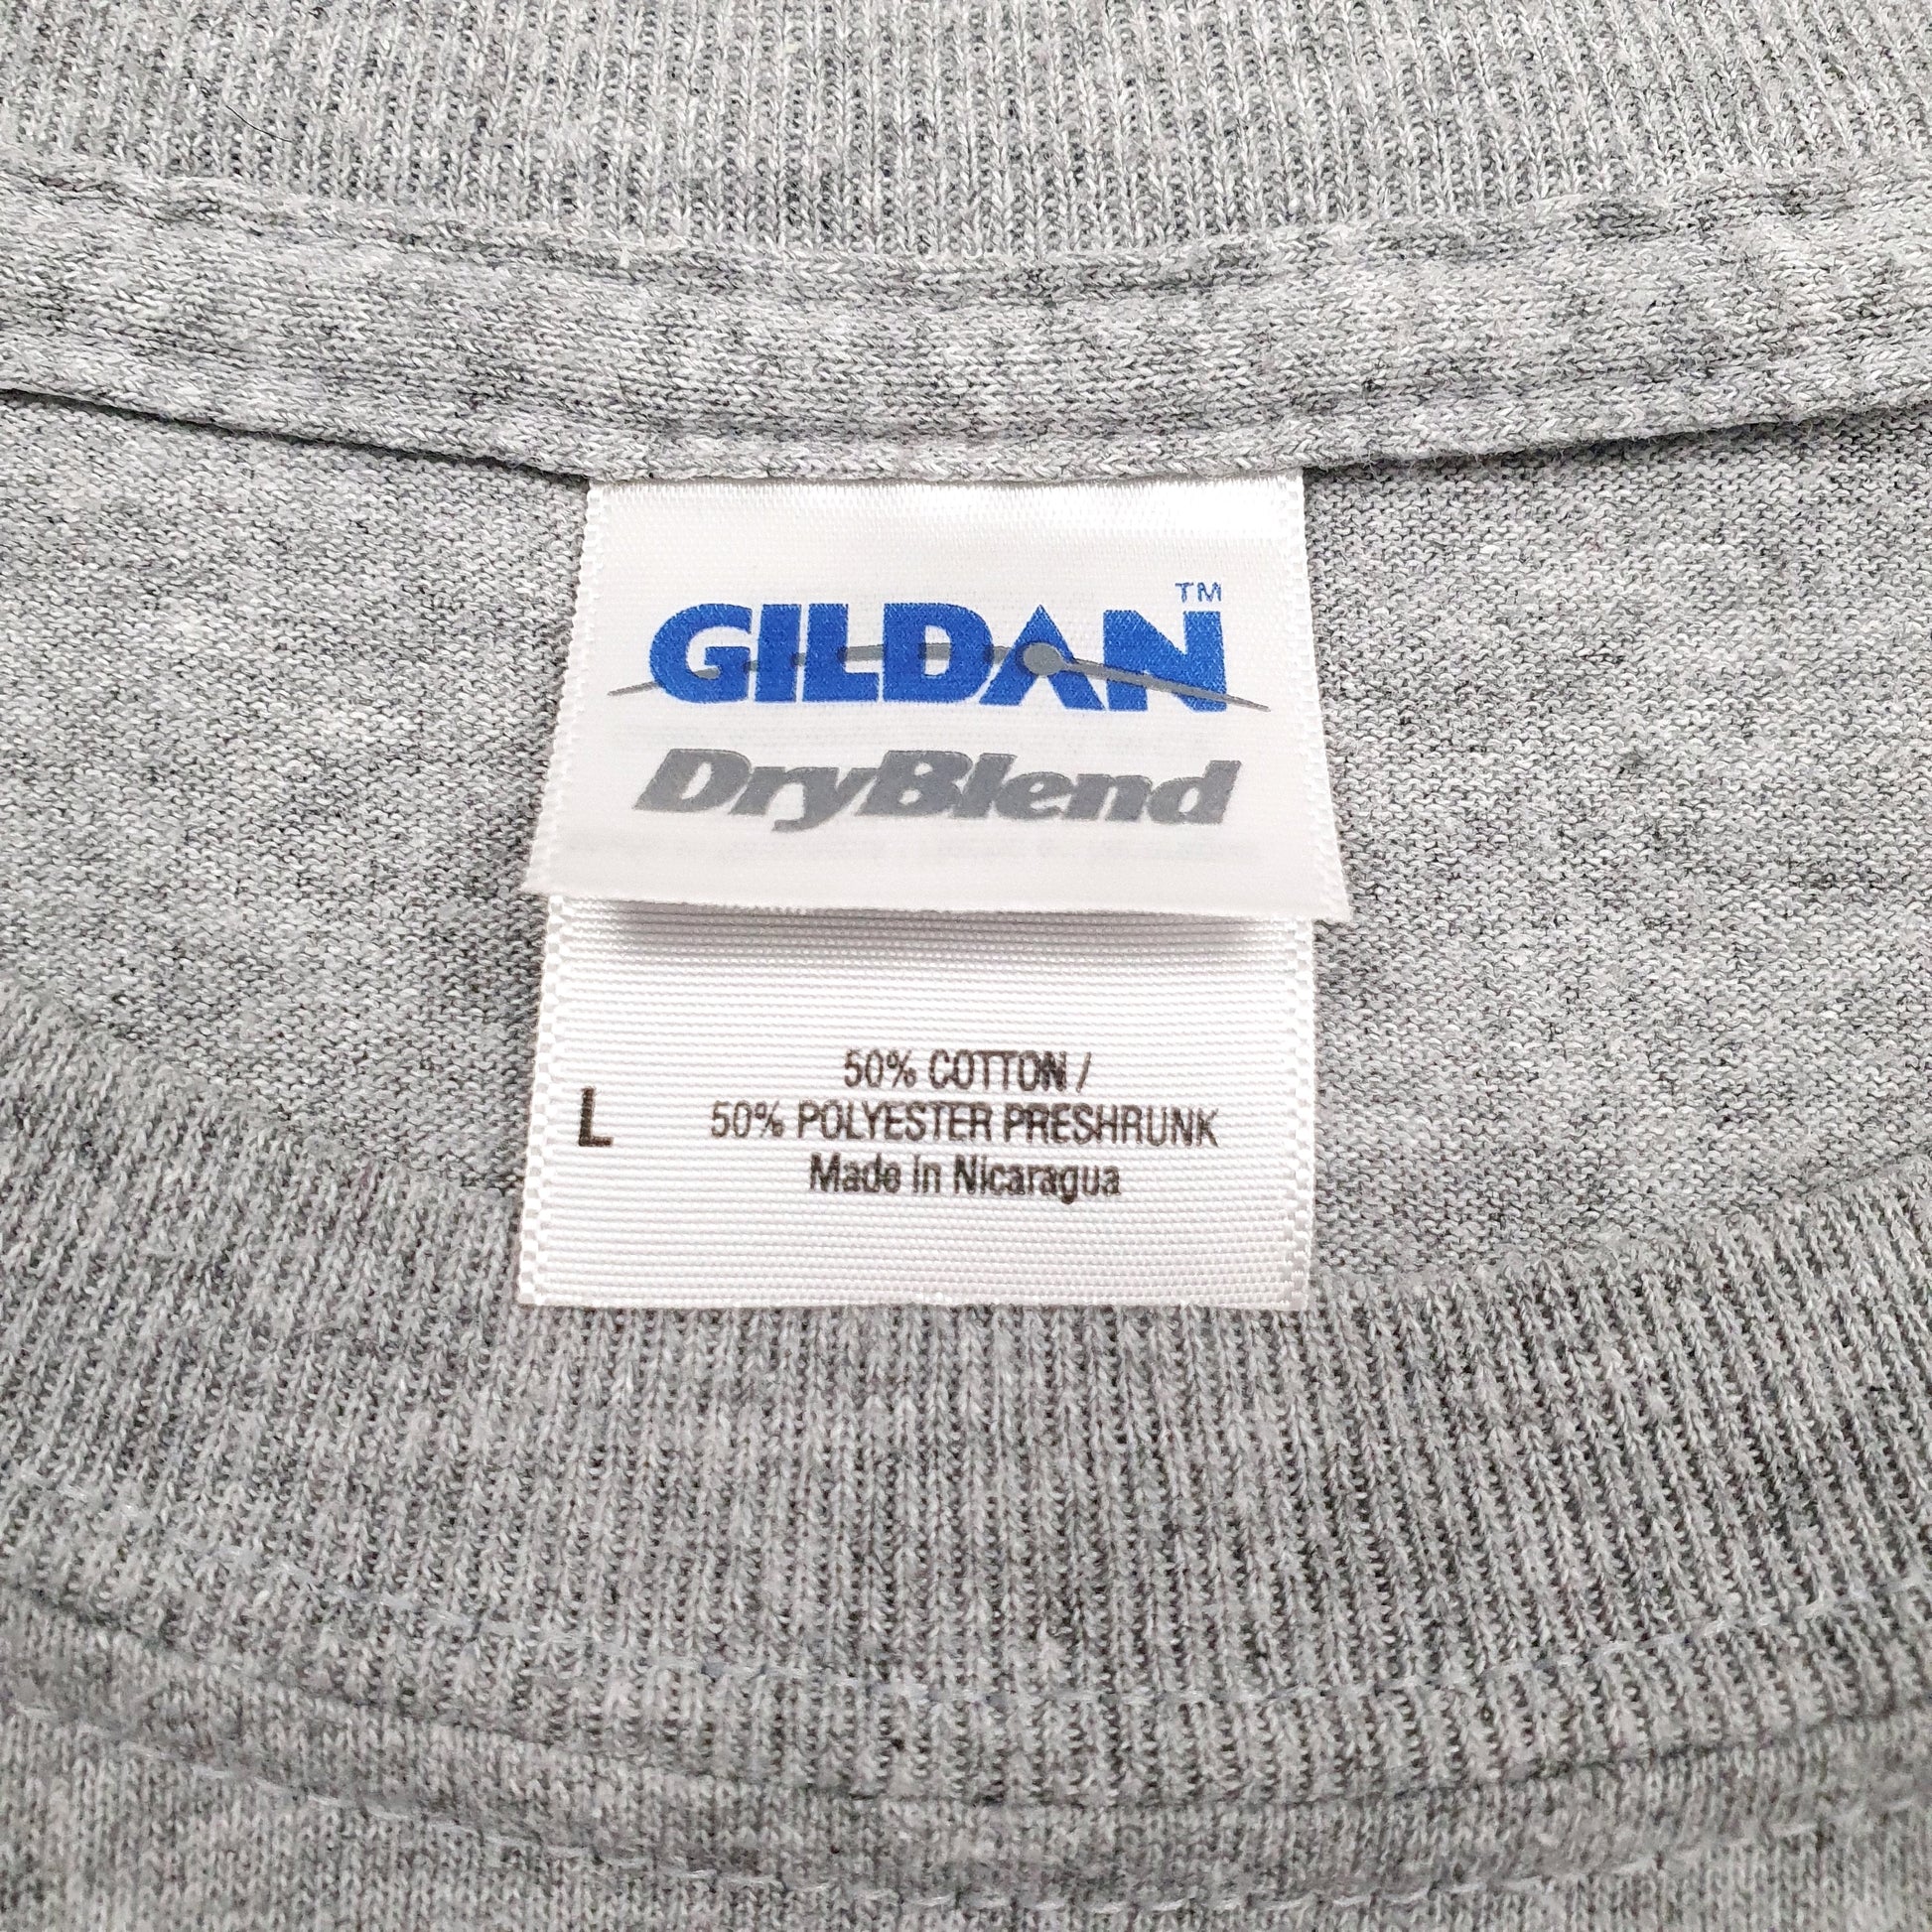 GILDAN™
DryBlend
50% COTTON /
L 50% POLYESTER PRESHRUNK
Made in Nicaragua